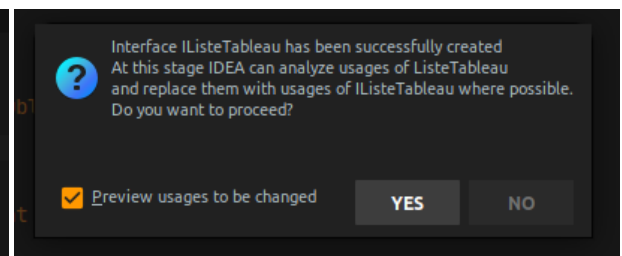 Interface IListeTableau has been successfully created
At this stage IDEA can analyze usages of ListeTableau
and replace them with usages of IListeTableau where possible.
Do you want to proceed?
Preview usages to be changed
YES
NO